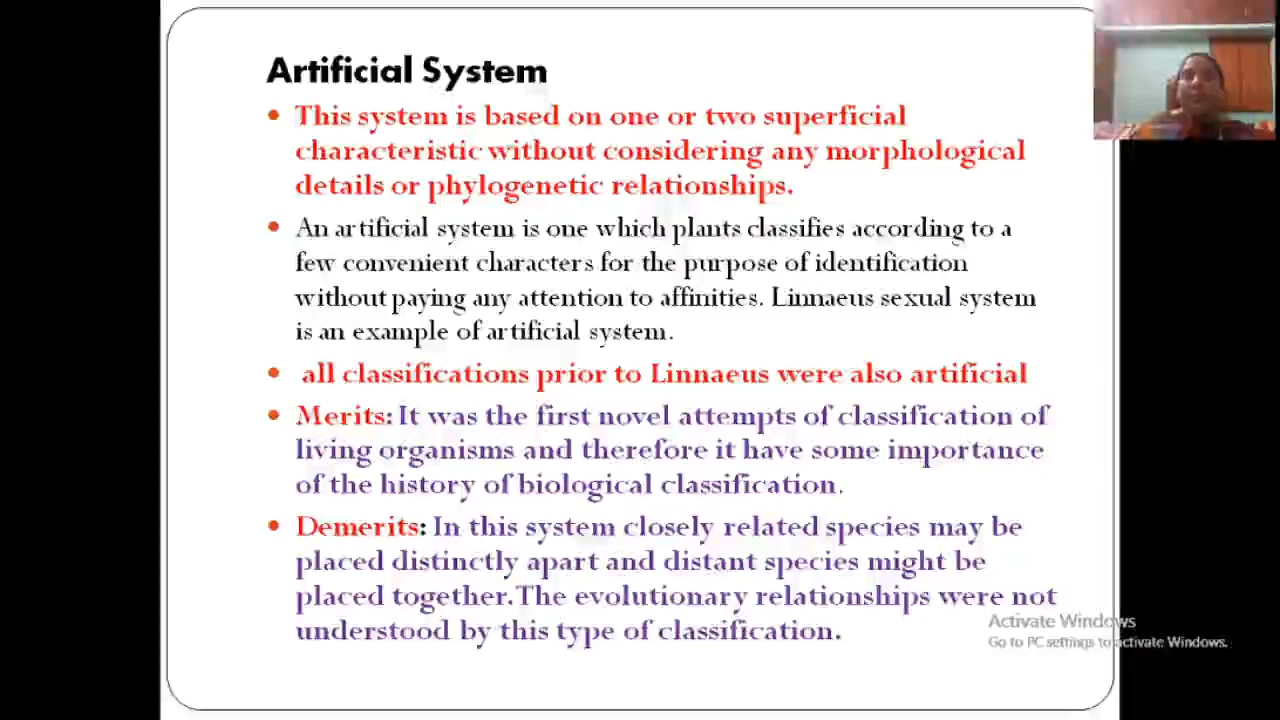 Artificial System
• This system is based on one or two superficial
characteristic without considering any morphological
details or phylogenetic relationships.
• An artificial system is one which plants classifies according to a
few convenient characters for the purpose of identification
without paying any attention to affinities. Linnaeus sexual system
is an example of artificial system.
• all classifications prior to Linnaeus were also artificial
• Merits: It was the first novel attempts of classification of
living organisms and therefore it have some importance
of the history of biological classification.
• Demerits: In this system closely related species may be
placed distinctly apart and distant species might be
placed together.The evolutionary relationships were not
understood by this type of classification.
Activate Windows
Go to PC settings to activate Windows.